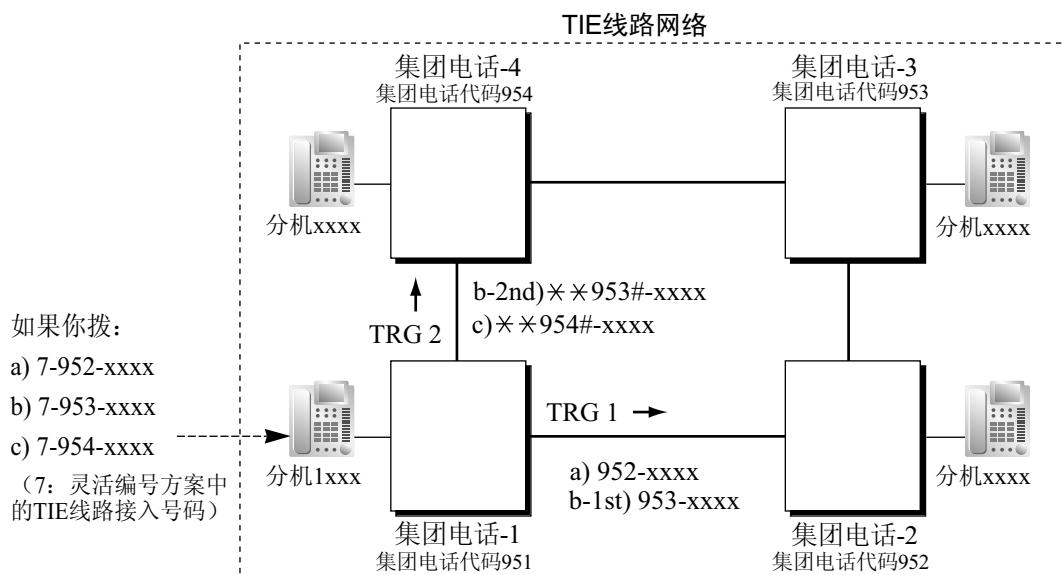 TIE线路网络
集团电话-4
集团电话代码954
集团电话-3
集团电话代码953
分机xxxx
分机xxxx
b-2nd)✳✳953#-xxxx
c)✳✳954#-xxxx
TRG 2
如果你拨：
a) 7-952-xxxx
b) 7-953-xxxx
c) 7-954-xxxx
（7：灵活编号方案中
的TIE线路接入号码）
分机1xxx
TRG 1
a) 952-xxxx
b-1st) 953-xxxx
分机xxxx
集团电话-1
集团电话代码951
集团电话-2
集团电话代码952